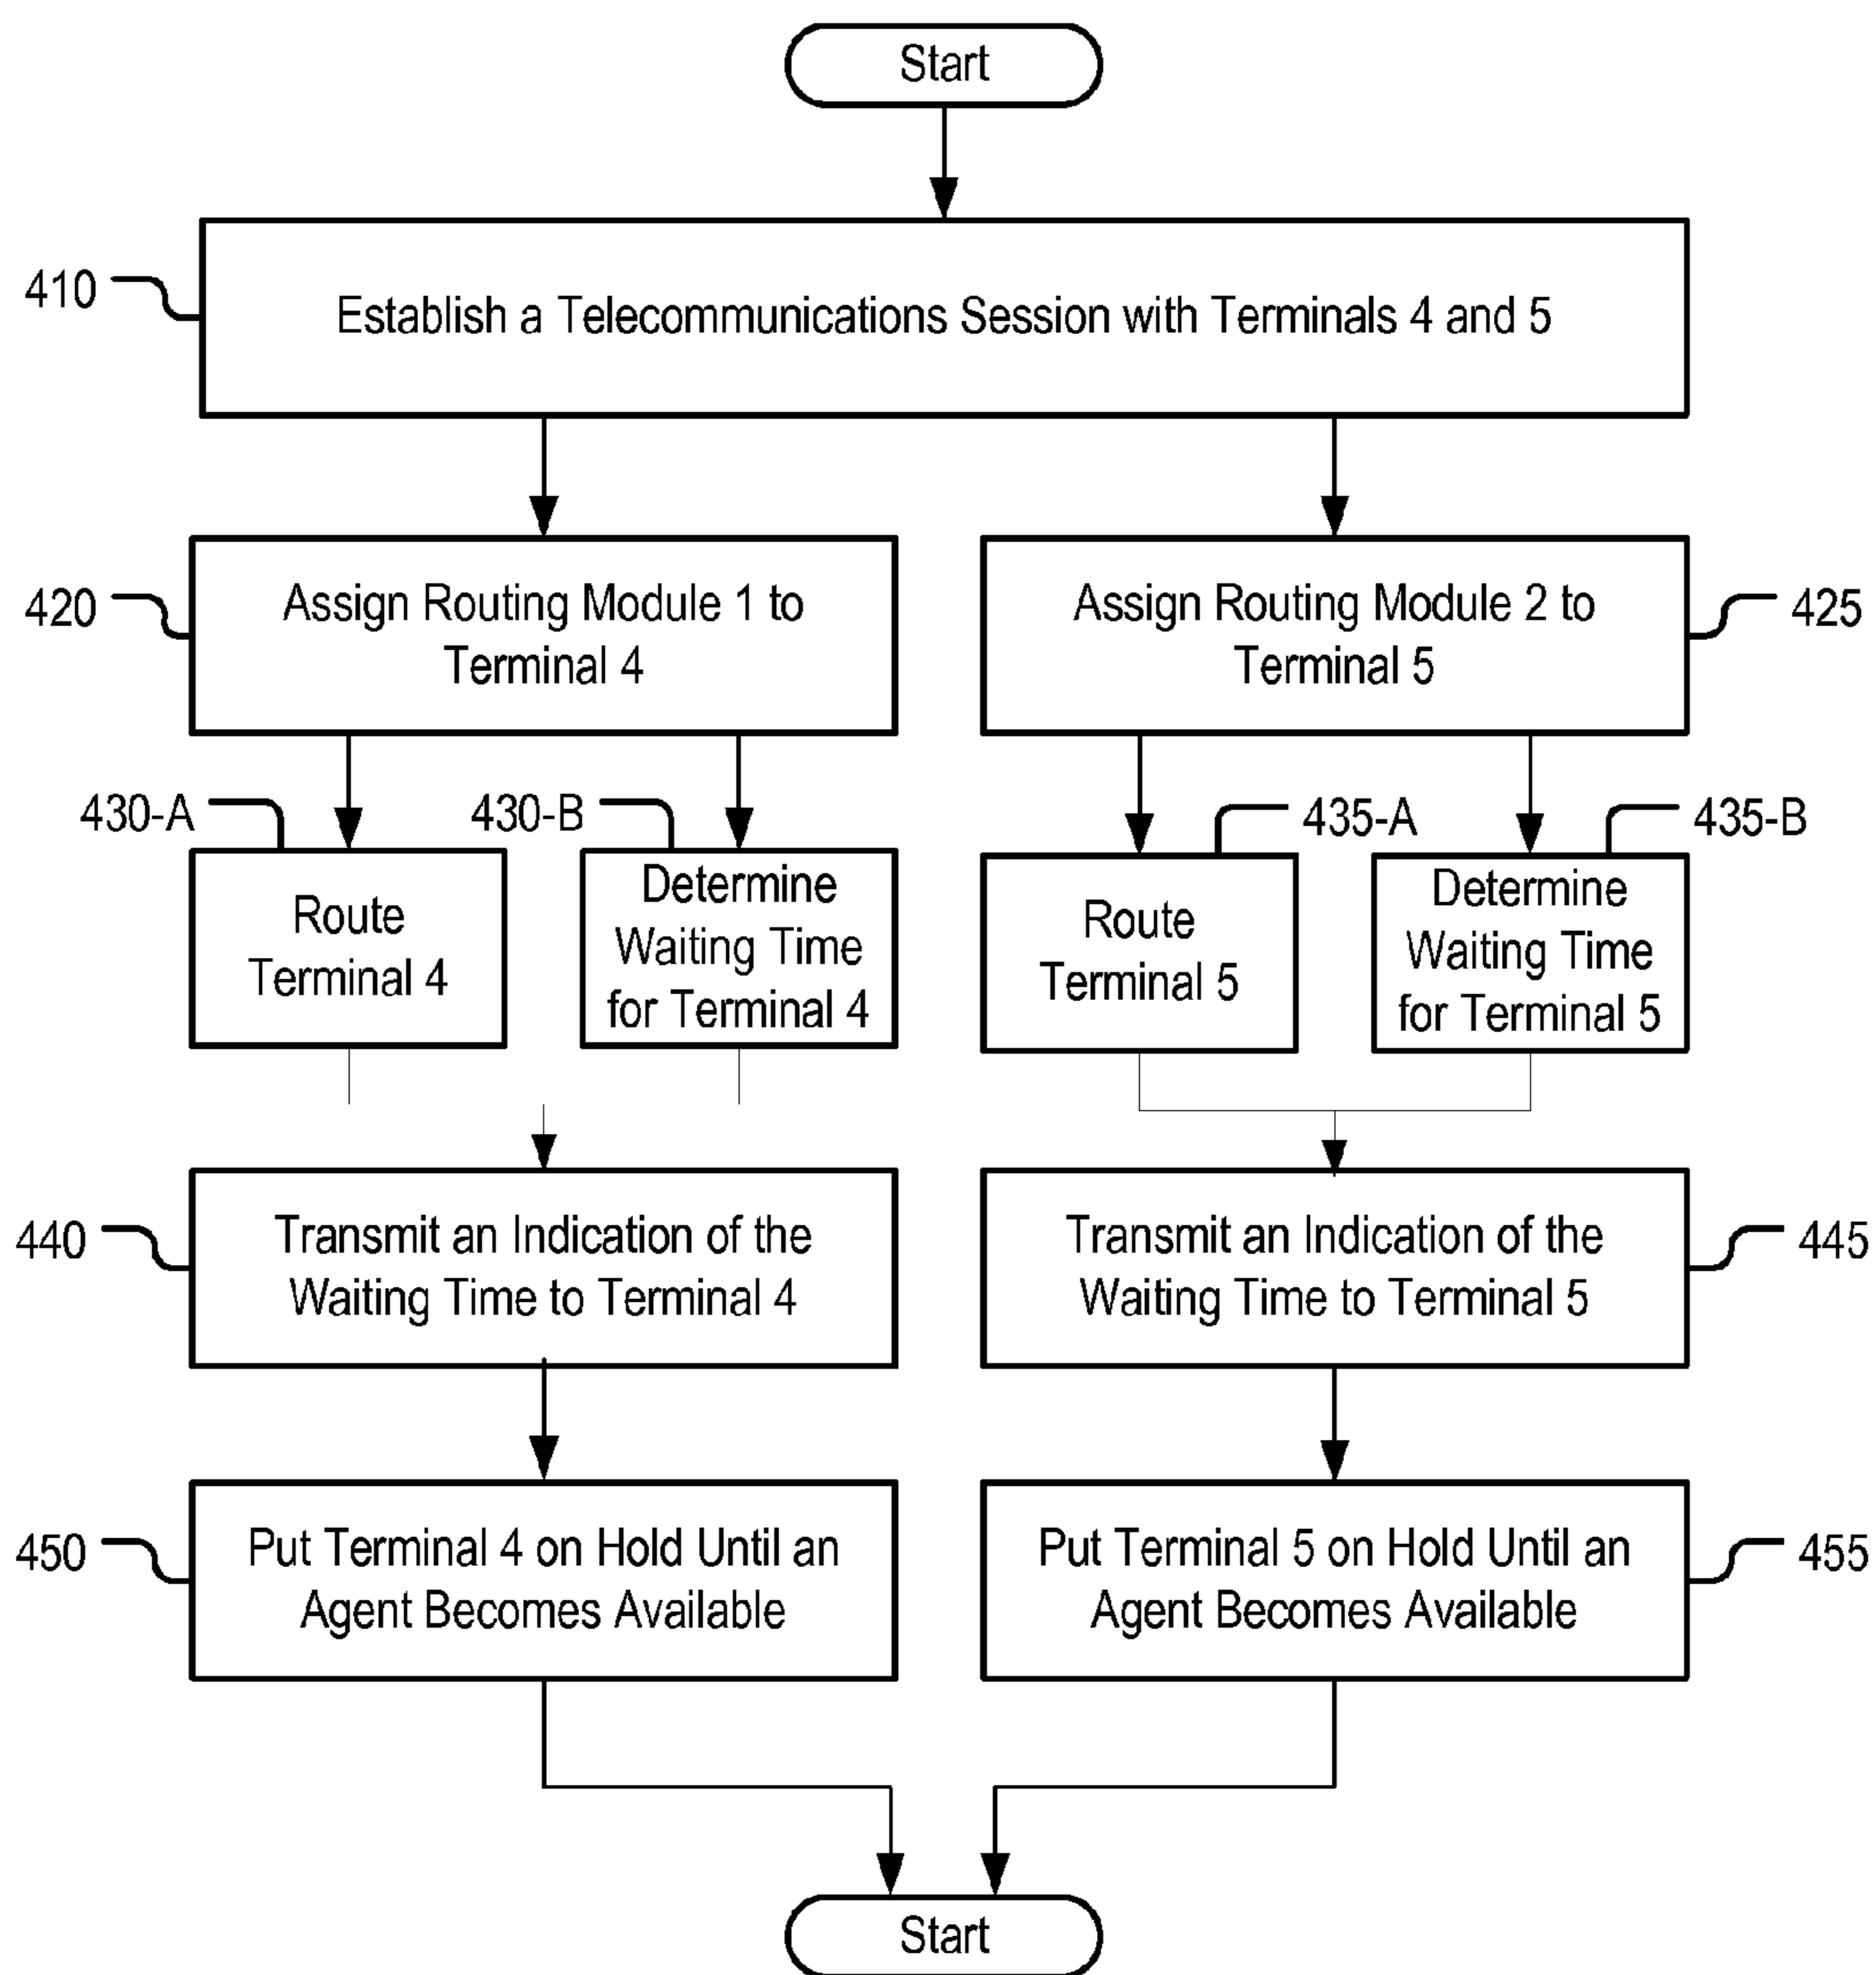 Start
410
Establish a Telecommunications Session with Terminals 4 and 5
420
Assign Routing Module 1 to
Terminal 4
Assign Routing Module 2 to
Terminal 5
425
430-A
430-B
435-A
435-B
Route
Terminal 4
Determine
Waiting Time
for Terminal 4
Route
Terminal 5
Determine
Waiting Time
for Terminal 5
440
Transmit an Indication of the
Waiting Time to Terminal 4
Transmit an Indication of the
Waiting Time to Terminal 5
445
450
Put Terminal 4 on Hold Until an
Agent Becomes Available
Put Terminal 5 on Hold Until an
Agent Becomes Available
455
Start